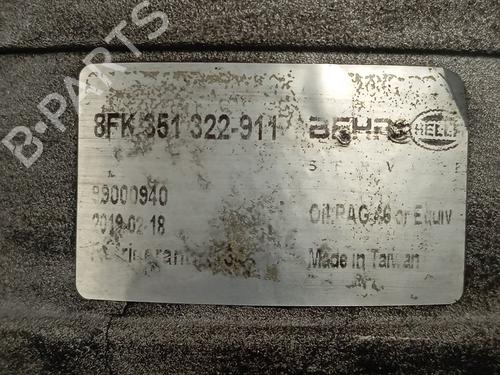 B-PARTS
8FK 351 322-911 BEHR HELLA
S V
99000940
2019-02-18 Oil PAG 46 or Equiv
Refrigerant
Made in Taiwan